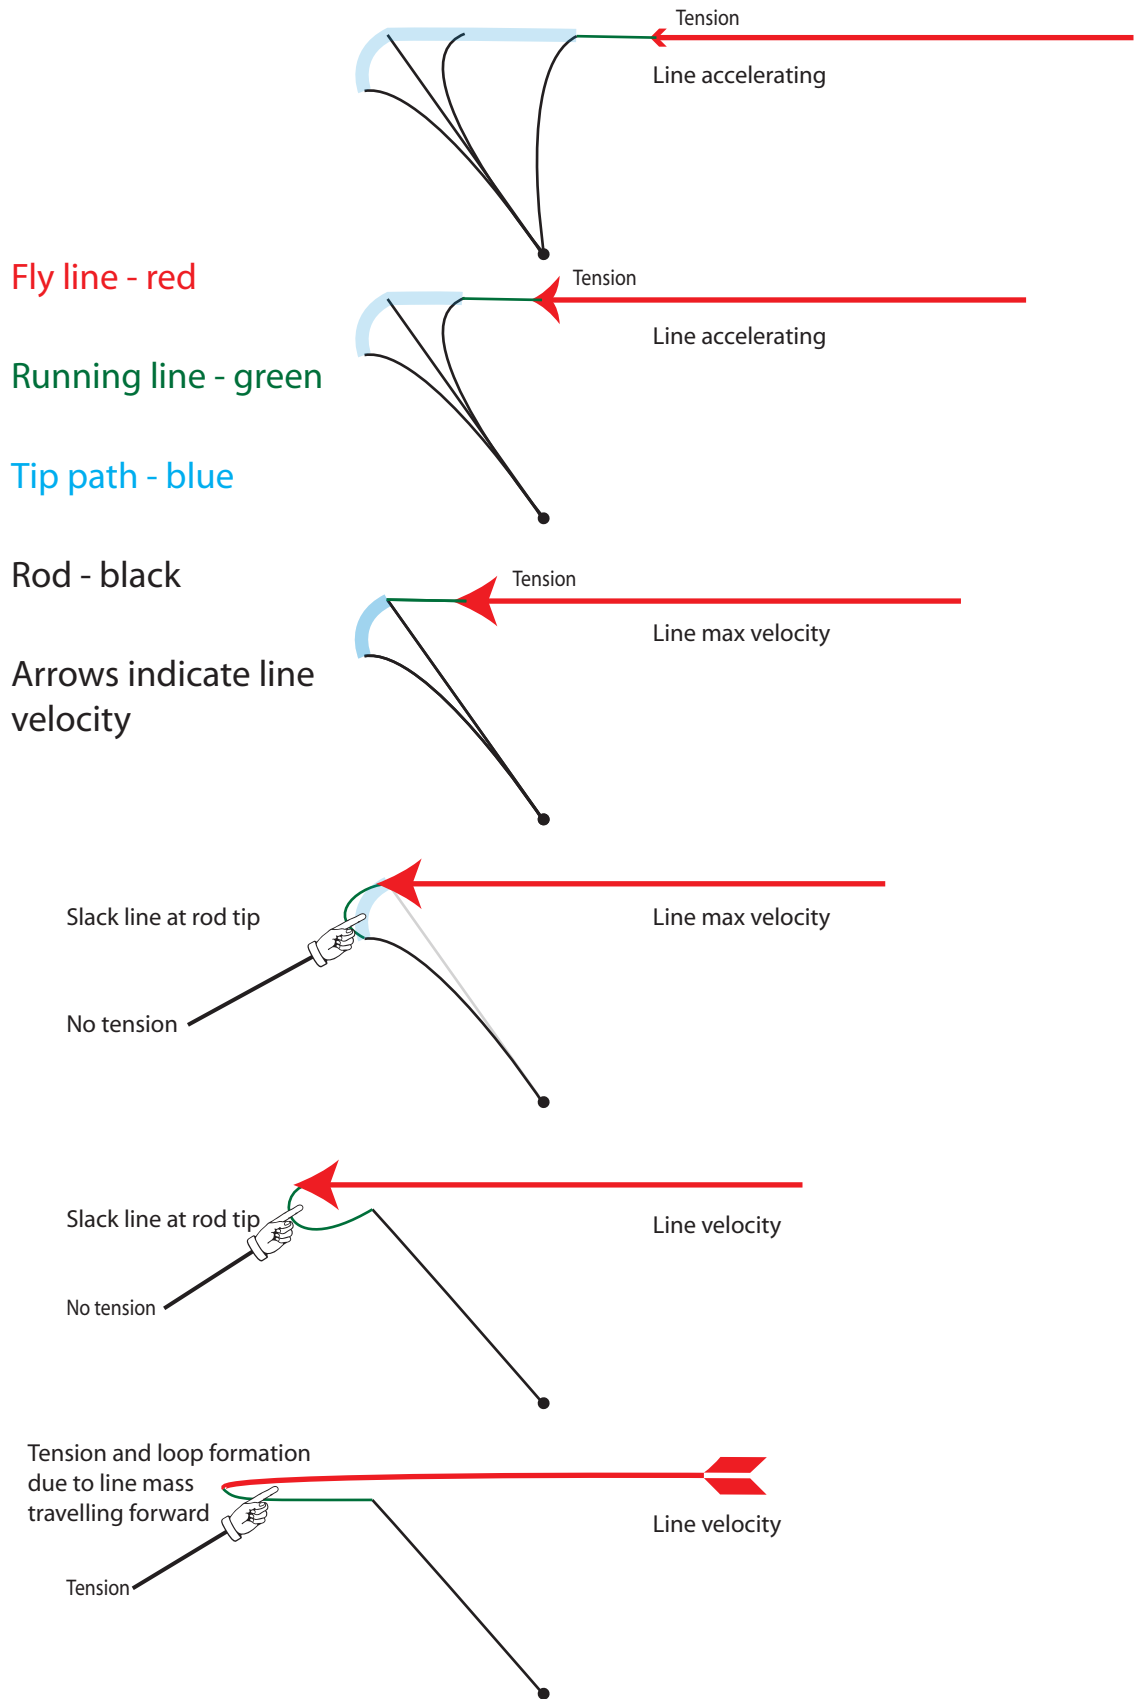 Tension
Line accelerating
Fly line - red
Tension
Line accelerating
Running line - green
Tip path - blue
Rod - black
Tension
Line max velocity
Arrows indicate line
velocity
Slack line at rod tip
Line max velocity
No tension
Slack line at rod tip
Line velocity
No tension
Tension and loop formation
due to line mass
travelling forward
Line velocity
Tension